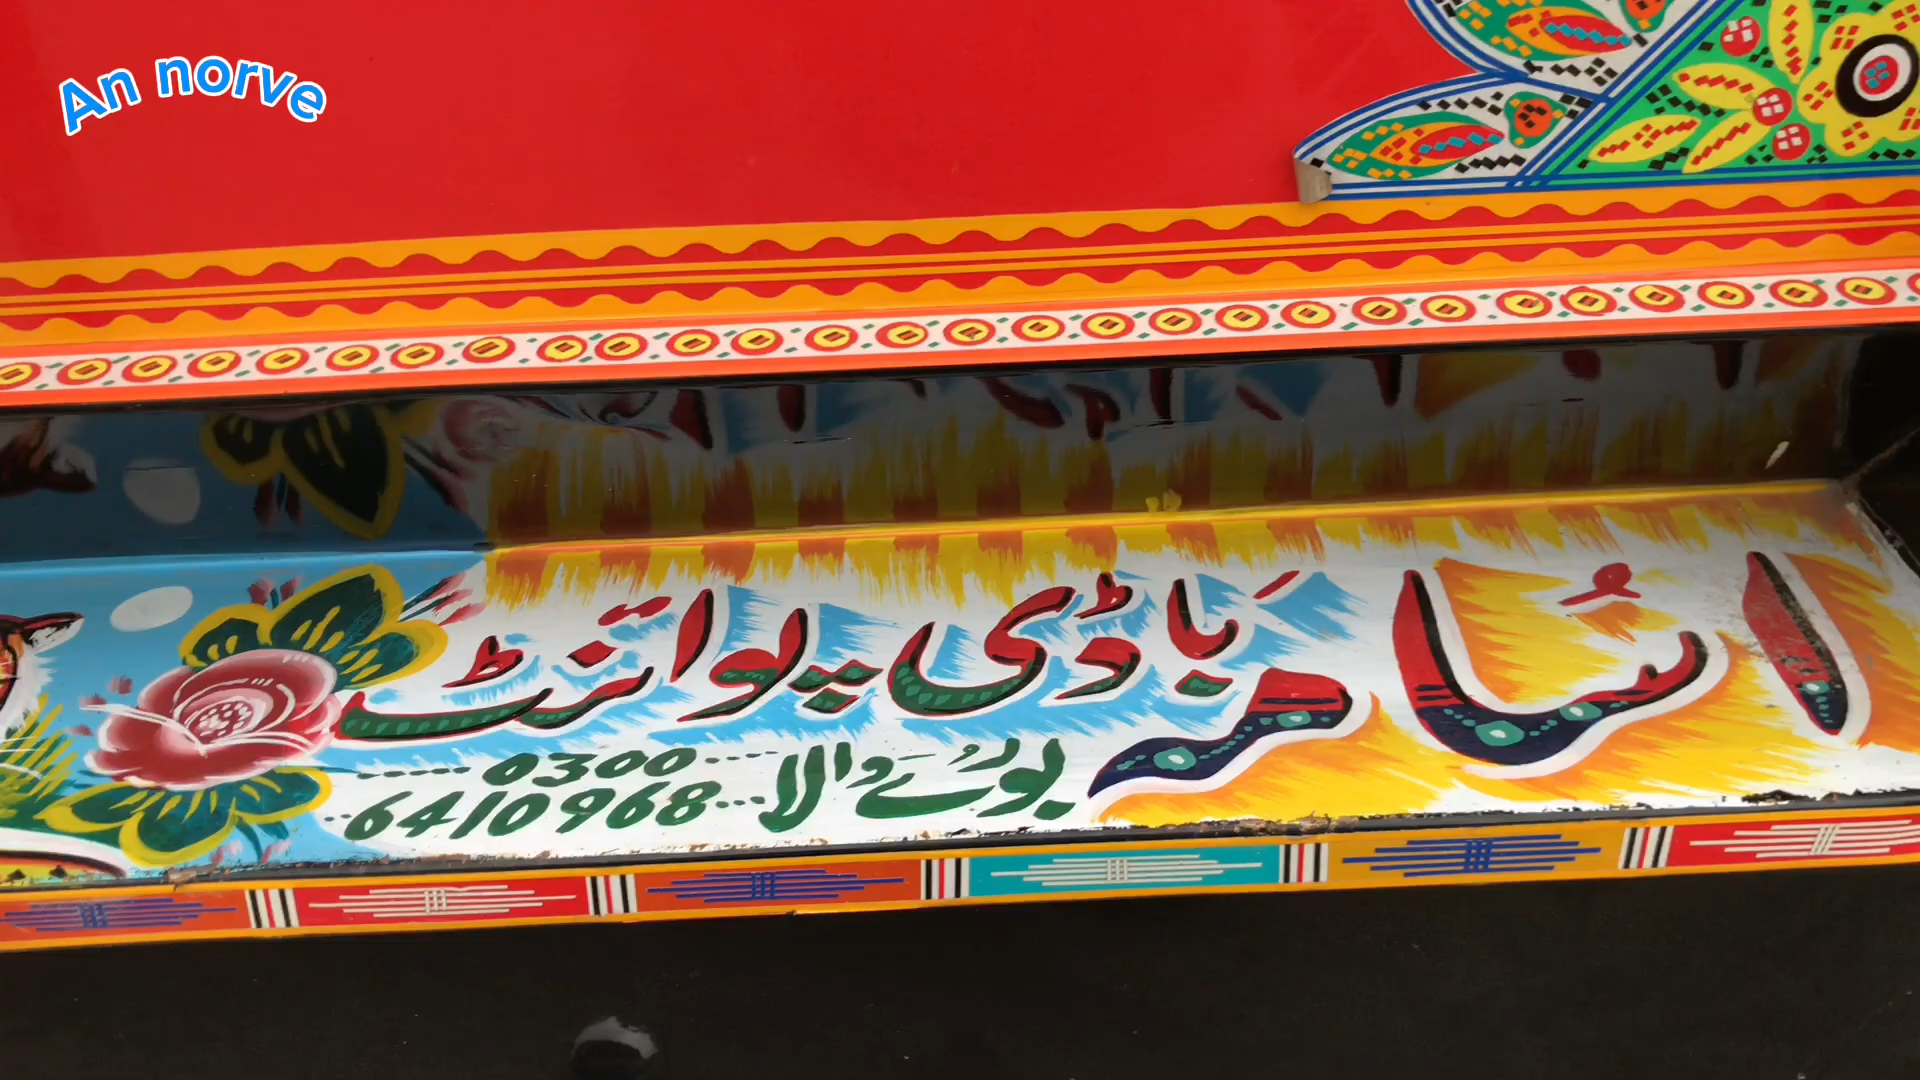 An norve
اسامہ باڈی پوائنٹ
بورے والا 0300
6410968